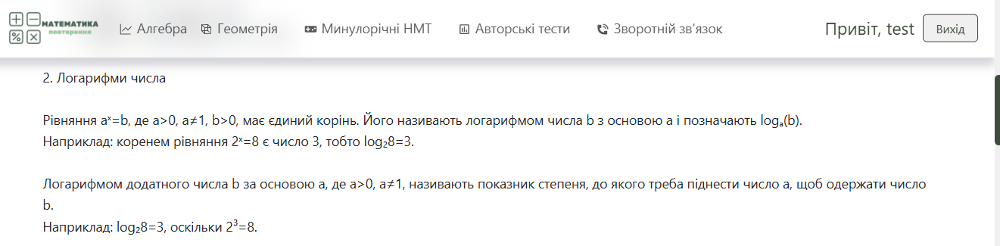 МАТЕМАТИКА
повторення
Алгебра Геометрія Минулорічні НМТ Авторські тести Зворотній зв'язок Привіт, test Вихід
2. Логарифми числа
Рівняння aˣ=b, де a>0, a≠1, b>0, має єдиний корінь. Його називають логарифмом числа b з основою a і позначають logₐ(b).
Наприклад: коренем рівняння 2ˣ=8 є число 3, тобто log₂8=3.
Логарифмом додатного числа b за основою a, де a>0, a≠1, називають показник степеня, до якого треба піднести число a, щоб одержати число
b.
Наприклад: log₂8=3, оскільки 2³=8.